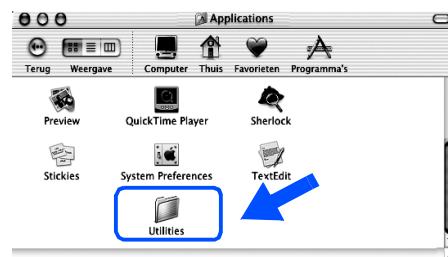 Applications
Terug Weergave Computer Thuis Favorieten Programma's
Preview QuickTime Player Sherlock
Stickies System Preferences TextEdit
Utilities